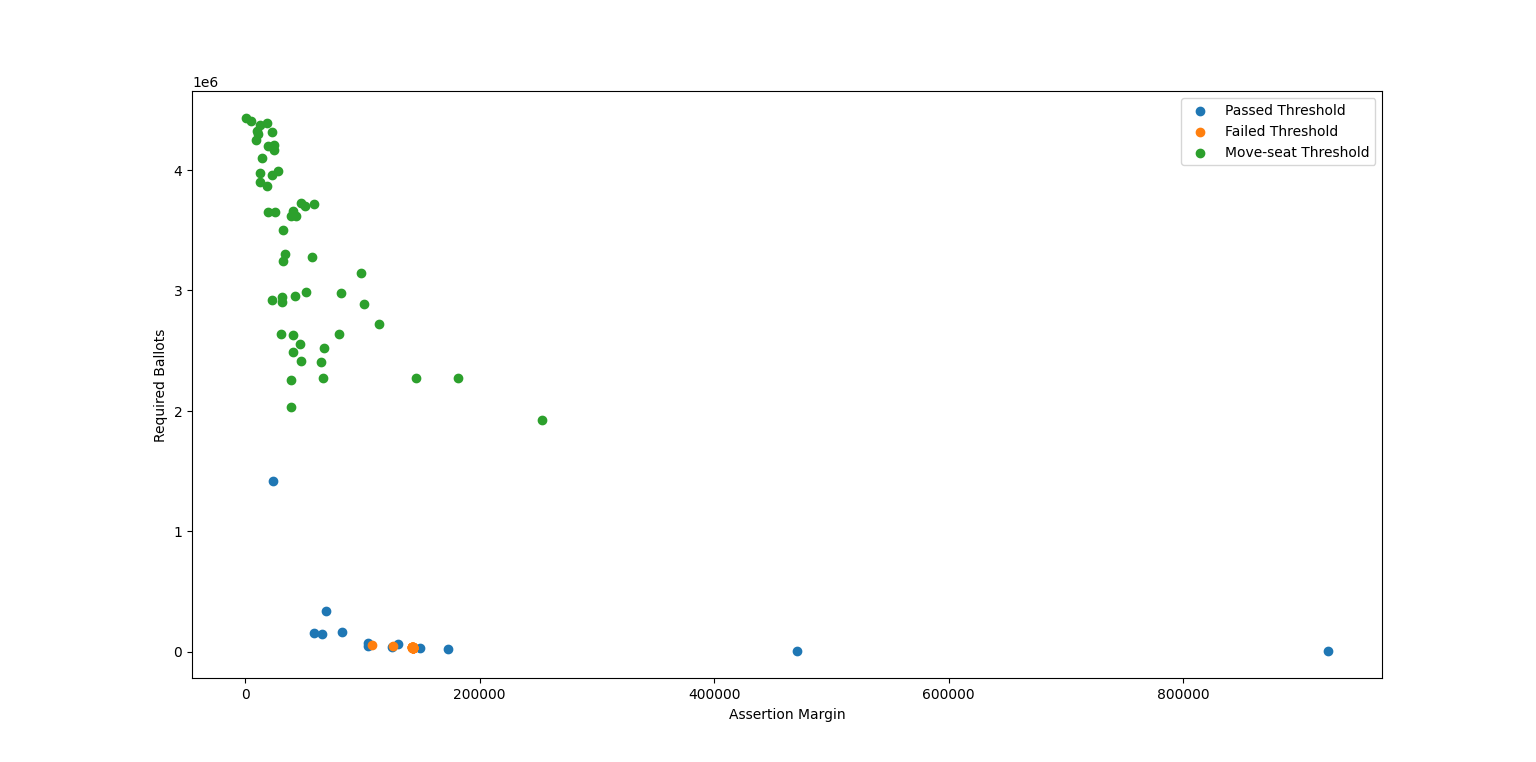 1e6
Passed Threshold
Failed Threshold
Move-seat Threshold
4
3
2
1
0
Required Ballots
0
200000
400000
600000
800000
Assertion Margin